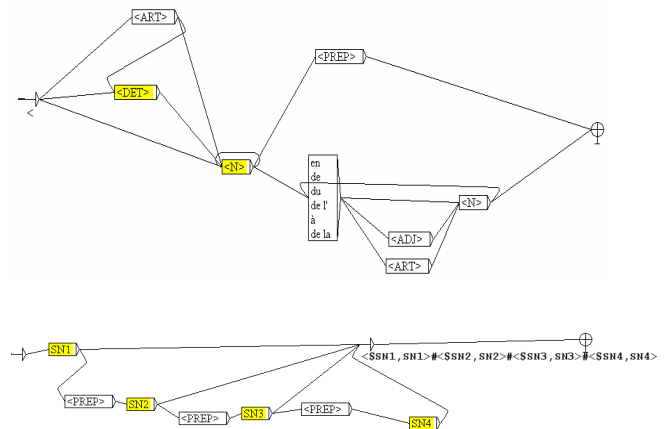 <ART>
<PREP>
<DET>
<
<N>
en
de
du
de l'
à
de la
<N>
<ADJ>
<ART>
SN1
<$SN1,SN1>#<$SN2,SN2>#<$SN3,SN3>#<$SN4,SN4>
<PREP>
SN2
<PREP>
SN3
<PREP>
SN4